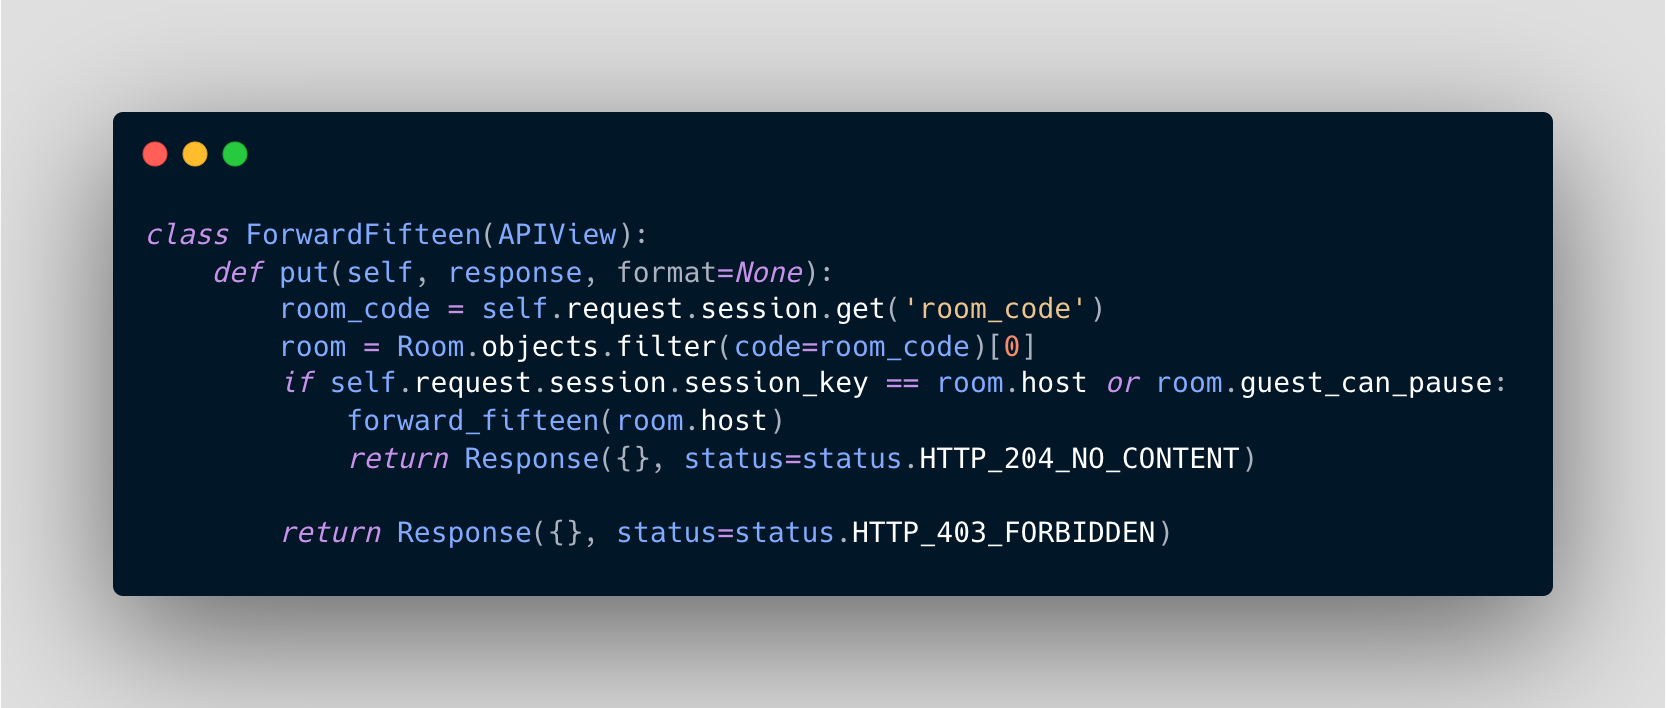 class ForwardFifteen(APIView):
    def put(self, response, format=None):
        room_code = self.request.session.get('room_code')
        room = Room.objects.filter(code=room_code)[0]
        if self.request.session.session_key == room.host or room.guest_can_pause:
            forward_fifteen(room.host)
            return Response({}, status=status.HTTP_204_NO_CONTENT)

        return Response({}, status=status.HTTP_403_FORBIDDEN)